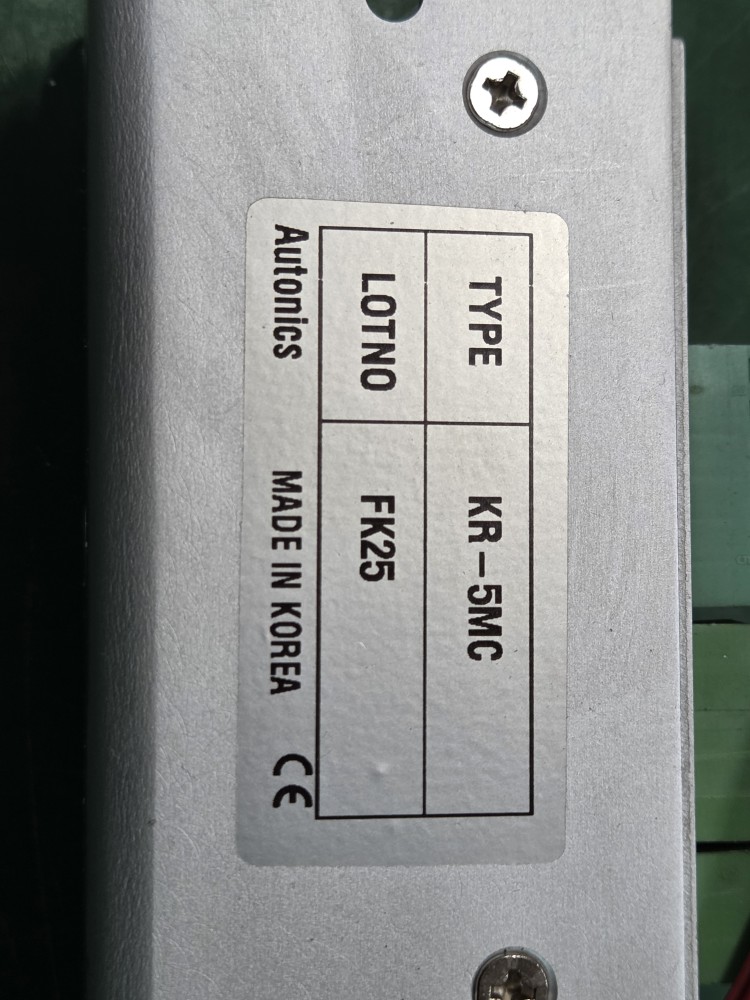 TYPE KR-5MC
LOTNO FK25
Autonics MADE IN KOREA CE